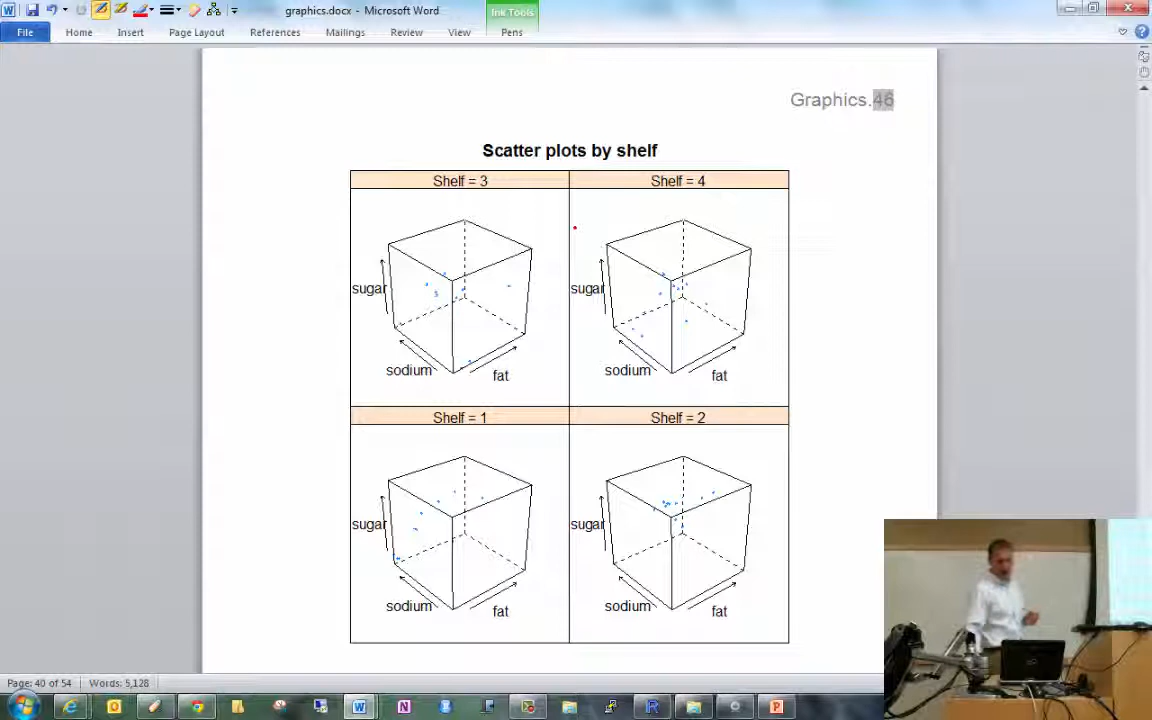 graphics.docx - Microsoft Word
Ink Tools
File Home Insert Page Layout References Mailings Review View Pens
Graphics.46
Scatter plots by shelf
Shelf = 3
Shelf = 4
sugar
sodium
fat
sugar
sodium
fat
Shelf = 1
Shelf = 2
sugar
sodium
fat
sugar
sodium
fat
Page: 40 of 54 Words: 5,128